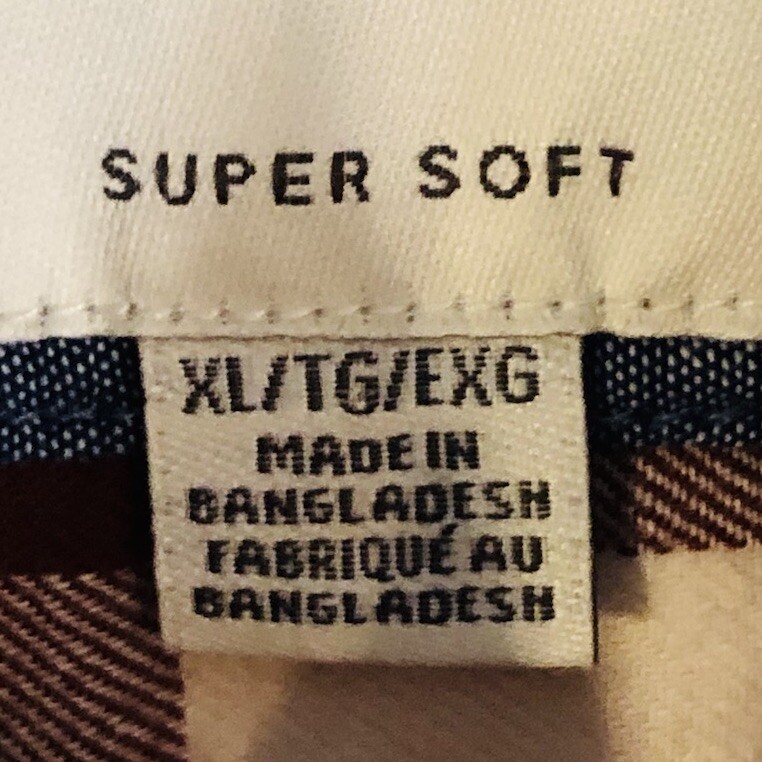 SUPER SOFT
XL/TG/EXG
MADE IN
BANGLADESH
FABRIQUÉ AU
BANGLADESH